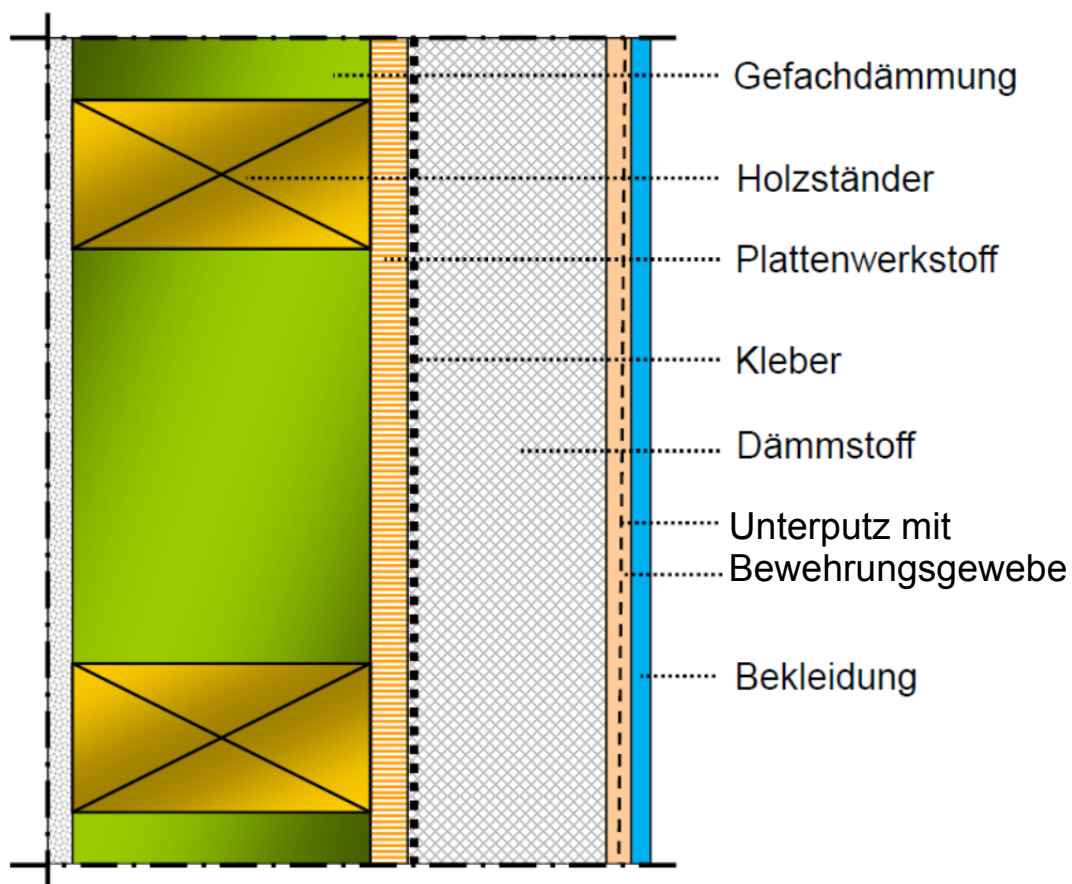 Gefachdämmung
Holzständer
Plattenwerkstoff
Kleber
Dämmstoff
Unterputz mit
Bewehrungsgewebe
Bekleidung